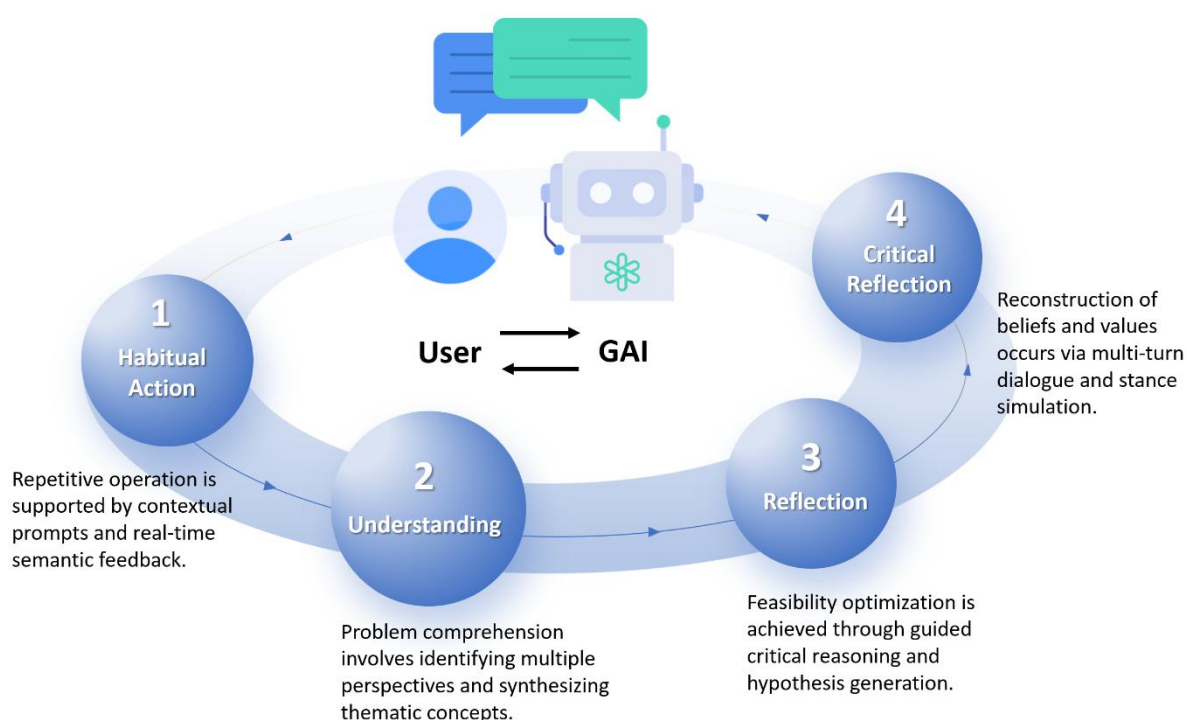 1
Habitual
Action
Repetitive operation is
supported by contextual
prompts and real-time
semantic feedback.
User
GAI
2
Understanding
Problem comprehension
involves identifying multiple
perspectives and synthesizing
thematic concepts.
3
Reflection
Feasibility optimization is
achieved through guided
critical reasoning and
hypothesis generation.
4
Critical
Reflection
Reconstruction of
beliefs and values
occurs via multi-turn
dialogue and stance
simulation.